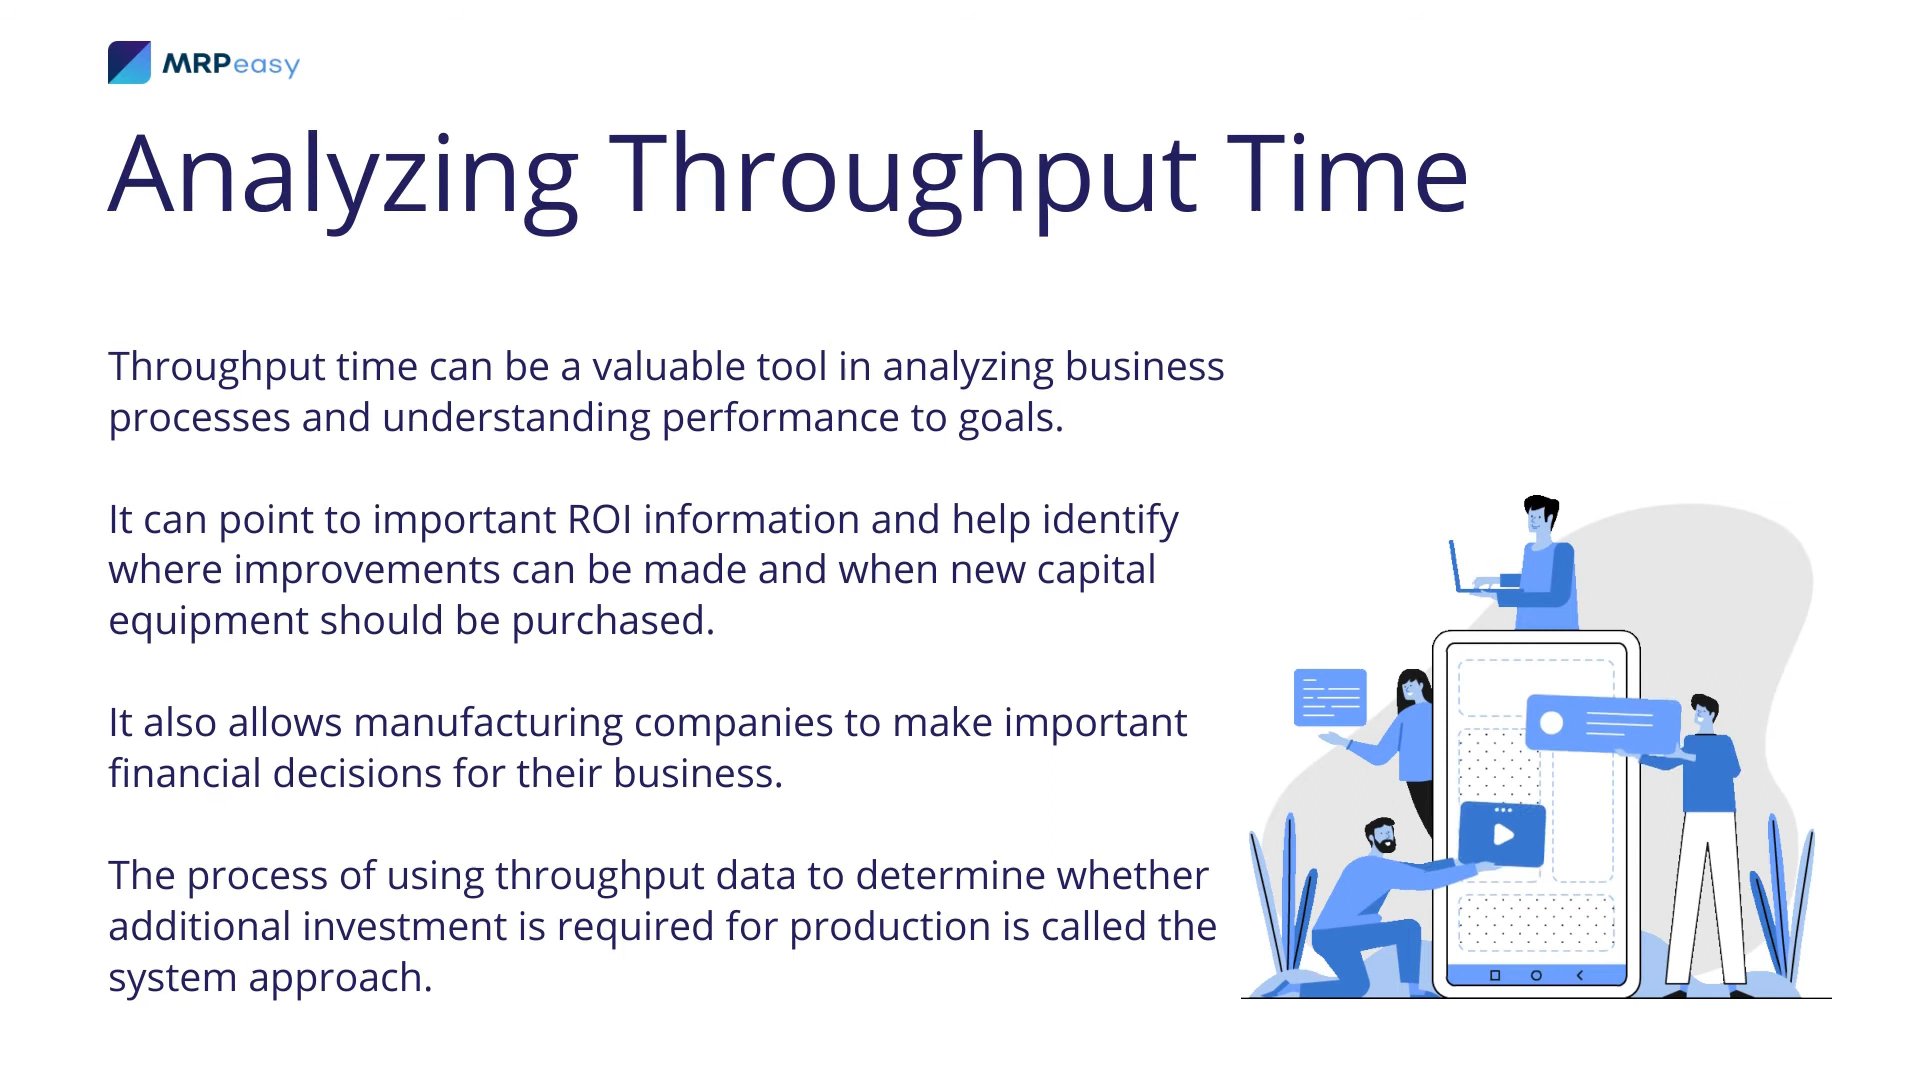 MRPeasy
Analyzing Throughput Time
Throughput time can be a valuable tool in analyzing business
processes and understanding performance to goals.
It can point to important ROI information and help identify
where improvements can be made and when new capital
equipment should be purchased.
It also allows manufacturing companies to make important
financial decisions for their business.
The process of using throughput data to determine whether
additional investment is required for production is called the
system approach.